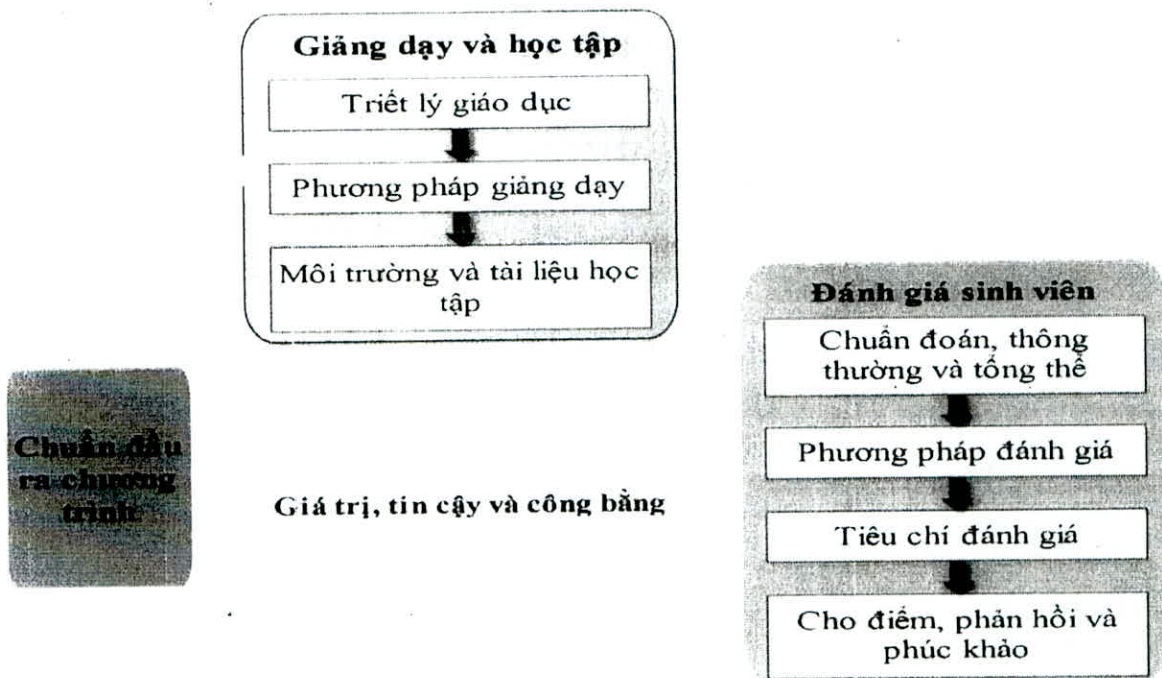 Giảng dạy và học tập
Triết lý giáo dục
Phương pháp giảng dạy
Môi trường và tài liệu học
tập
Đánh giá sinh viên
Chuẩn đoán, thông
thường và tổng thể
Phương pháp đánh giá
Tiêu chí đánh giá
Cho điểm, phản hồi và
phúc khảo
Chuẩn đầu
ra chương
trình
Giá trị, tin cậy và công bằng